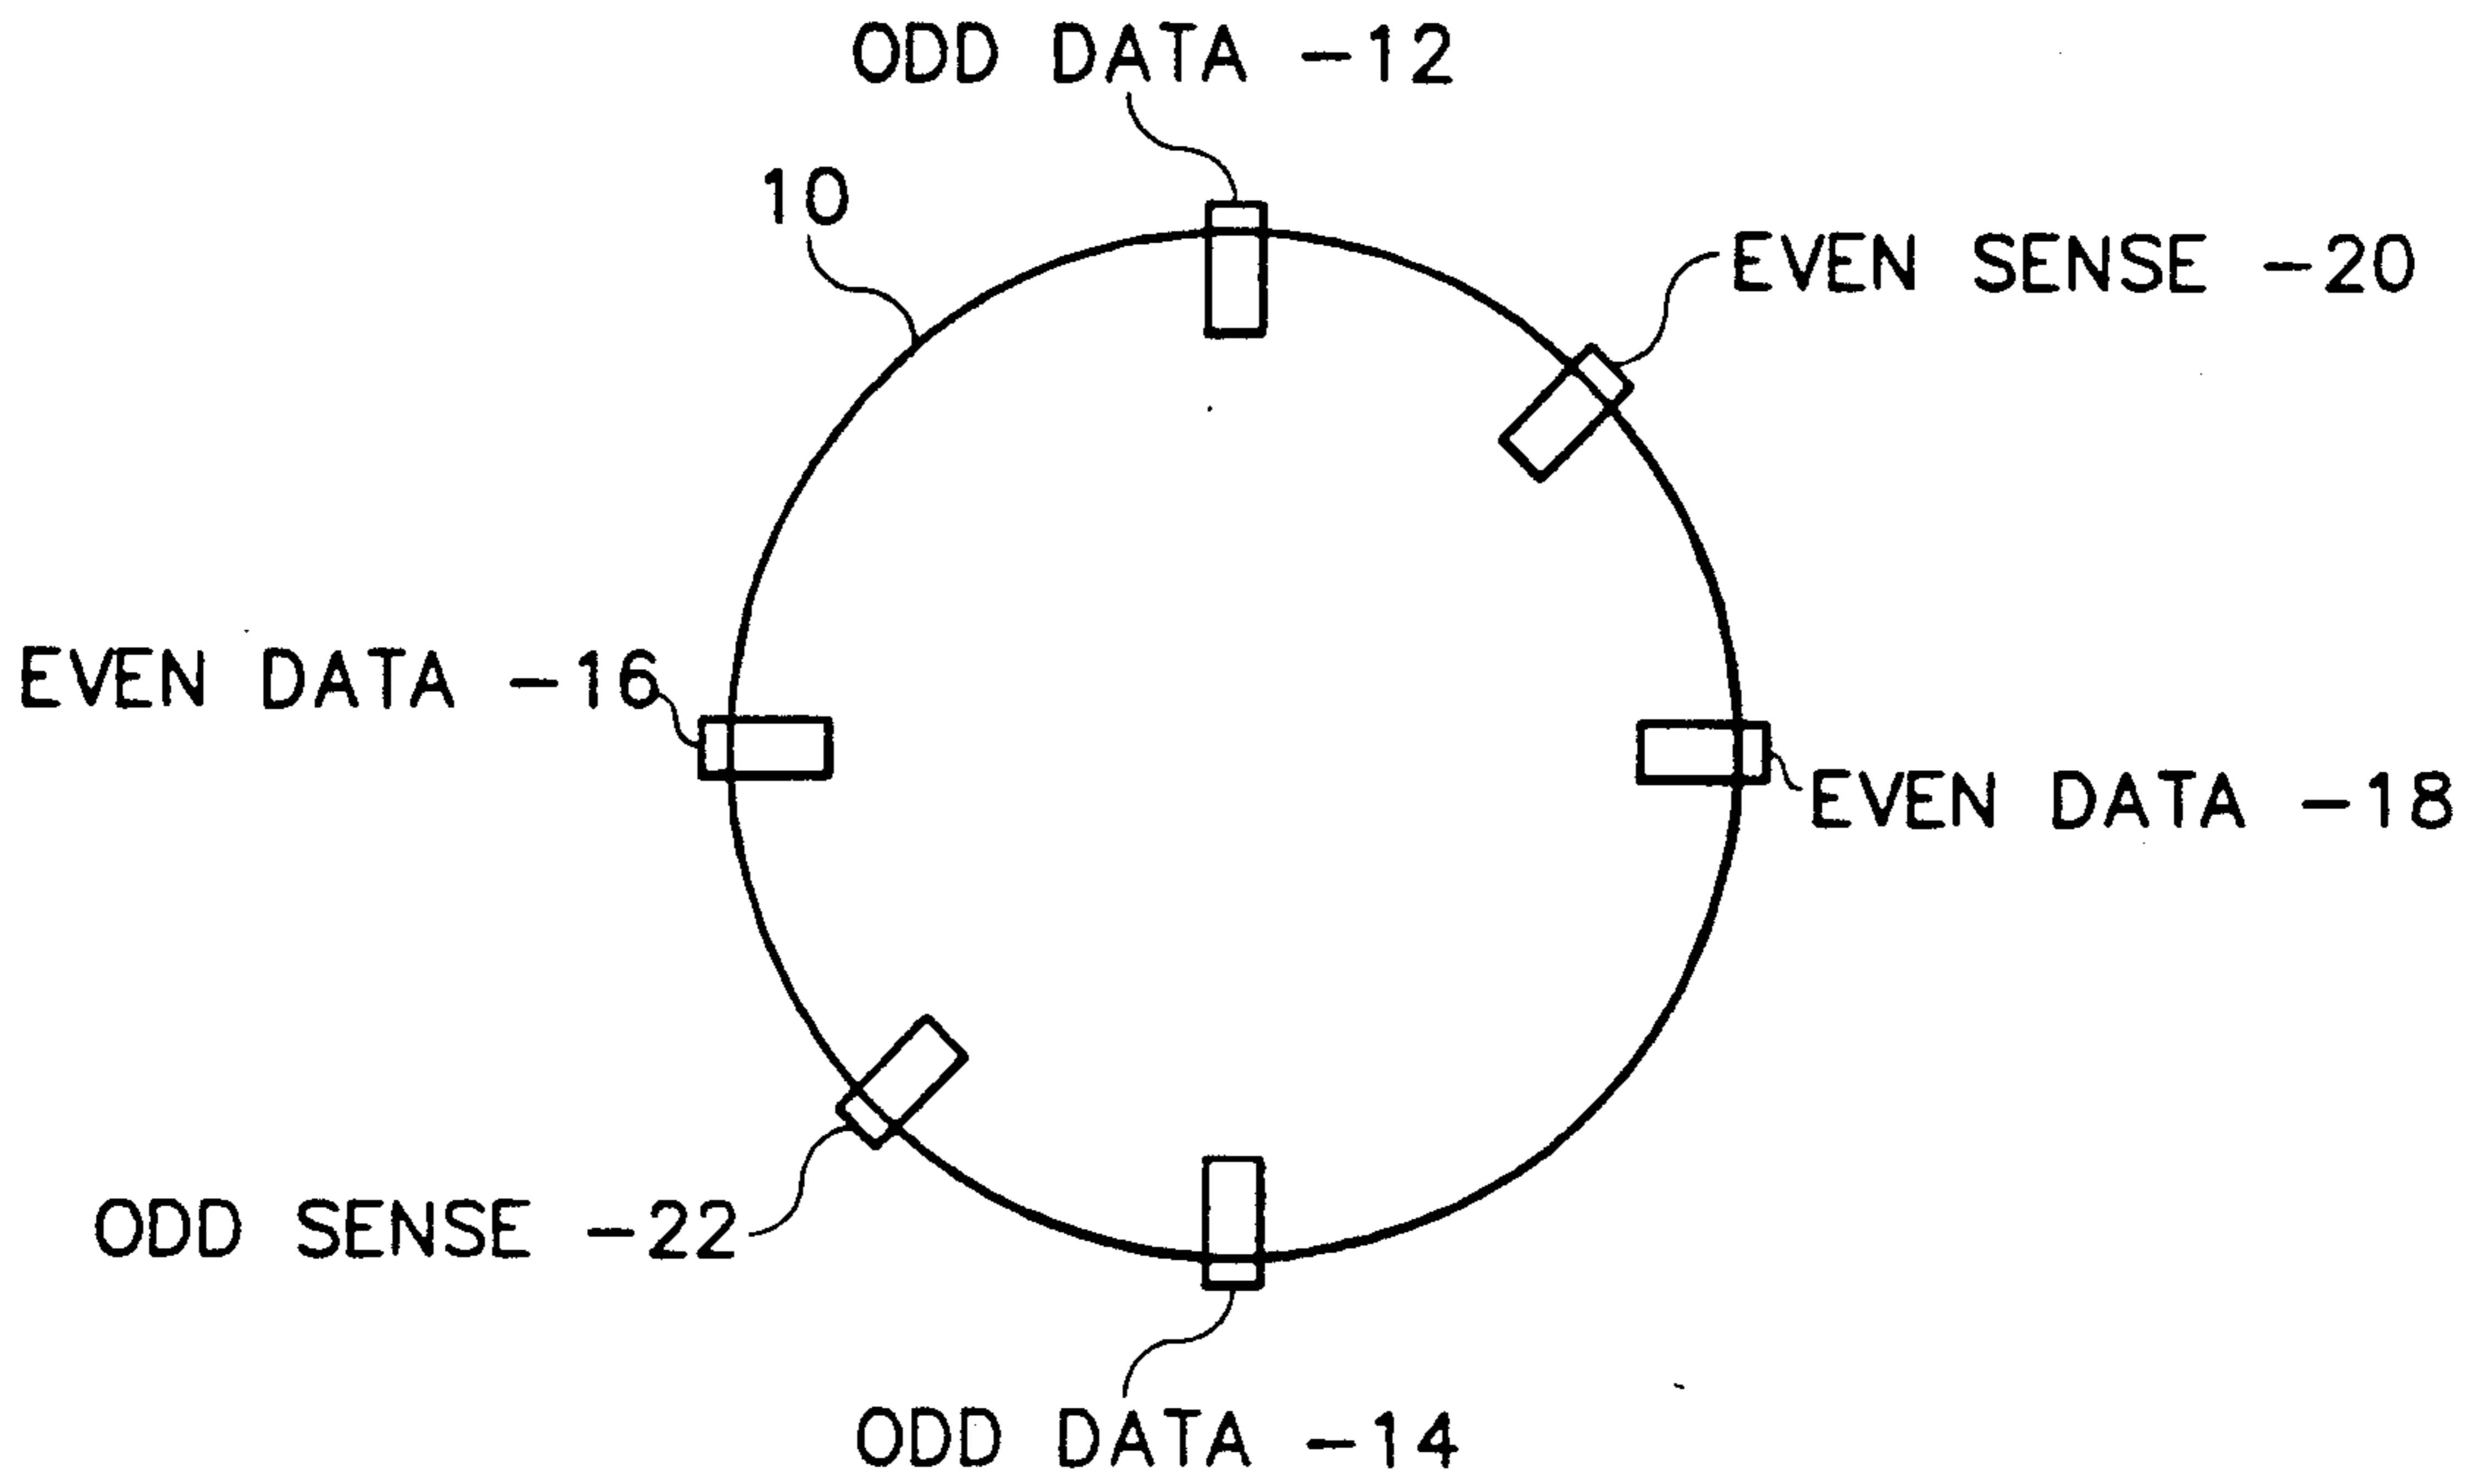 ODD DATA -12
10
EVEN SENSE -20
EVEN DATA -16
EVEN DATA -18
ODD SENSE -22
ODD DATA -14